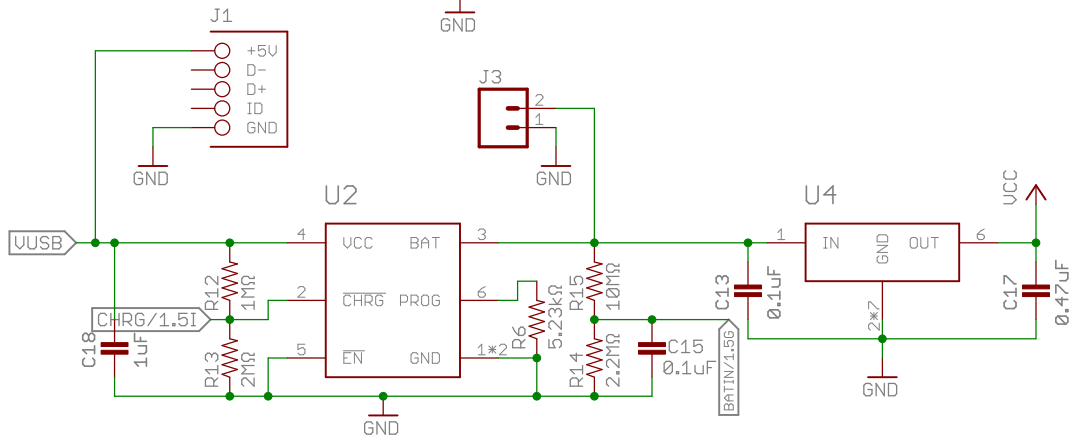 GND
J1
+5V
D-
D+
ID
GND
GND
J3
2
1
GND
U2
U4
VCC
VUSB
4
VCC
BAT
3
1
IN
GND
OUT
6
R12
1MΩ
2
CHRG
PROG
6
R15
10MΩ
C13
0.1uF
2*7
C17
0.47uF
CHRG/1.5I
R6
5.23kΩ
C18
1uF
R13
2MΩ
5
EN
GND
1*2
R14
2.2MΩ
C15
0.1uF
BATIN/1.5G
GND
GND